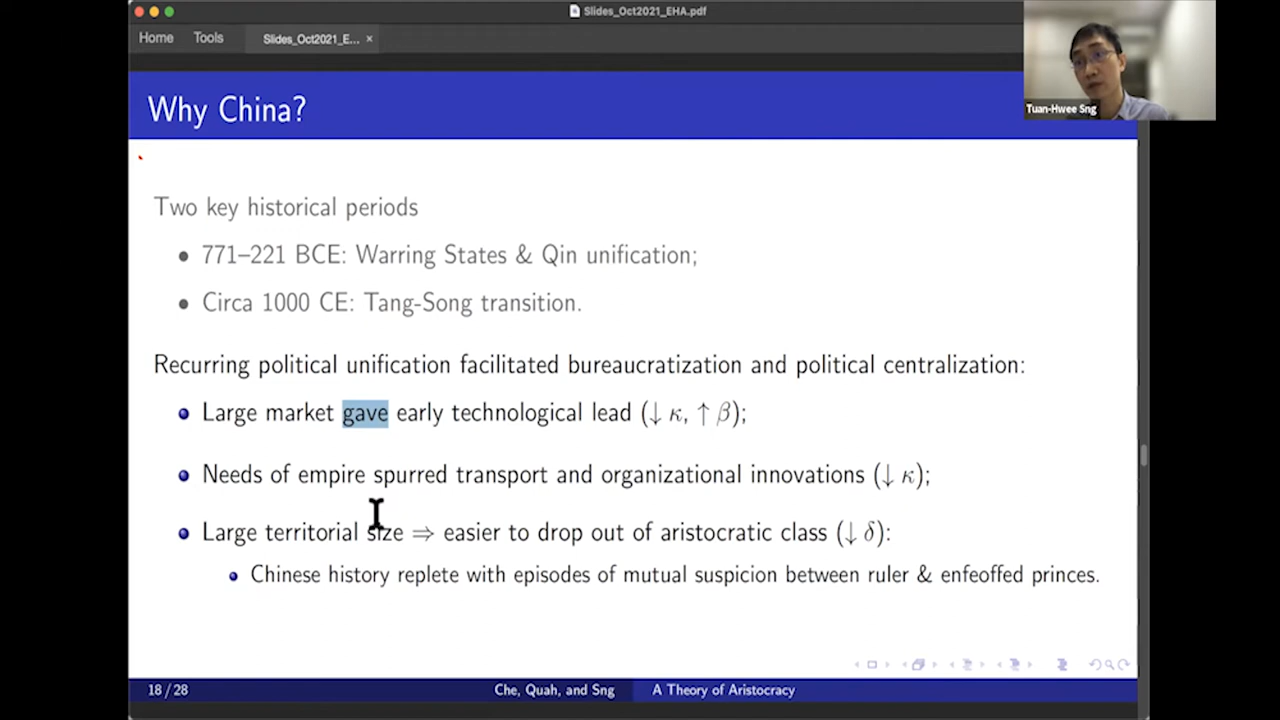 Slides_Oct2021_EHA.pdf
Home Tools Slides_Oct2021_E... ×
Tuan-Hwee Sng
Why China?
Two key historical periods
• 771–221 BCE: Warring States & Qin unification;
• Circa 1000 CE: Tang-Song transition.
Recurring political unification facilitated bureaucratization and political centralization:
• Large market gave early technological lead (↓ κ, ↑ β);
• Needs of empire spurred transport and organizational innovations (↓ κ);
• Large territorial size ⇒ easier to drop out of aristocratic class (↓ δ):
• Chinese history replete with episodes of mutual suspicion between ruler & enfeoffed princes.
18 / 28 Che, Quah, and Sng A Theory of Aristocracy